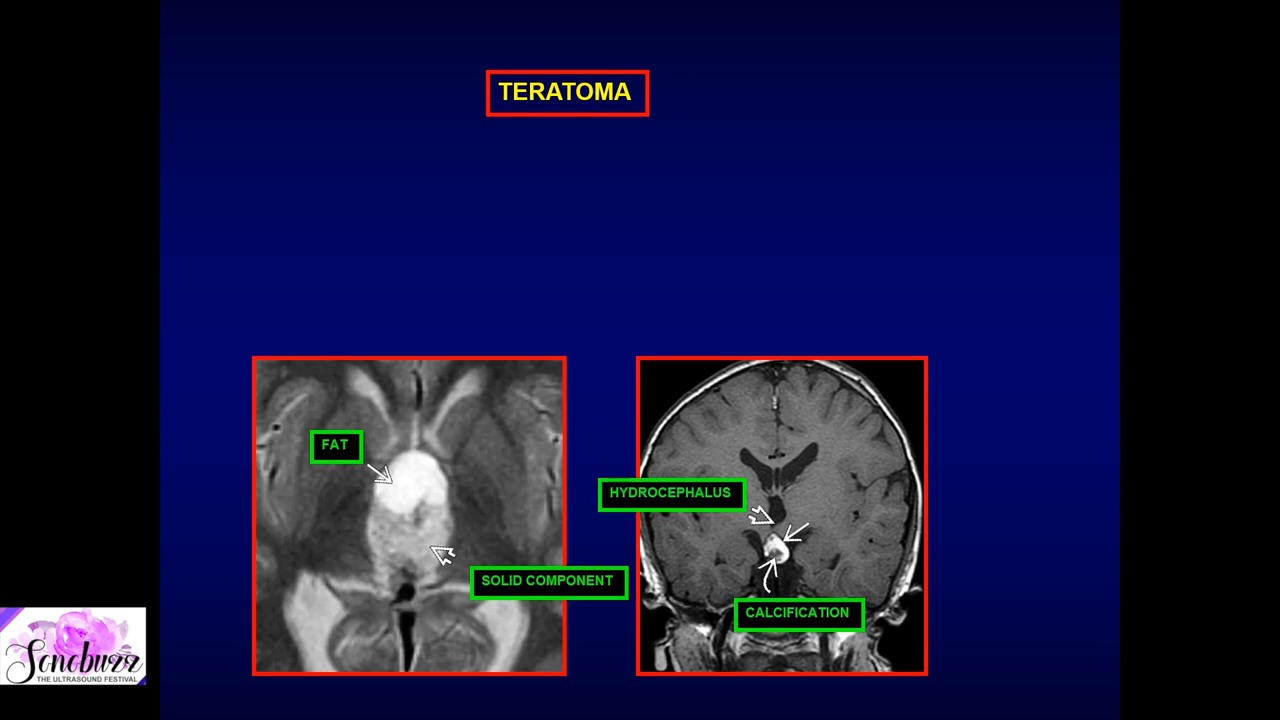 TERATOMA
FAT
HYDROCEPHALUS
SOLID COMPONENT
CALCIFICATION
Sonobuzz
THE ULTRASOUND FESTIVAL